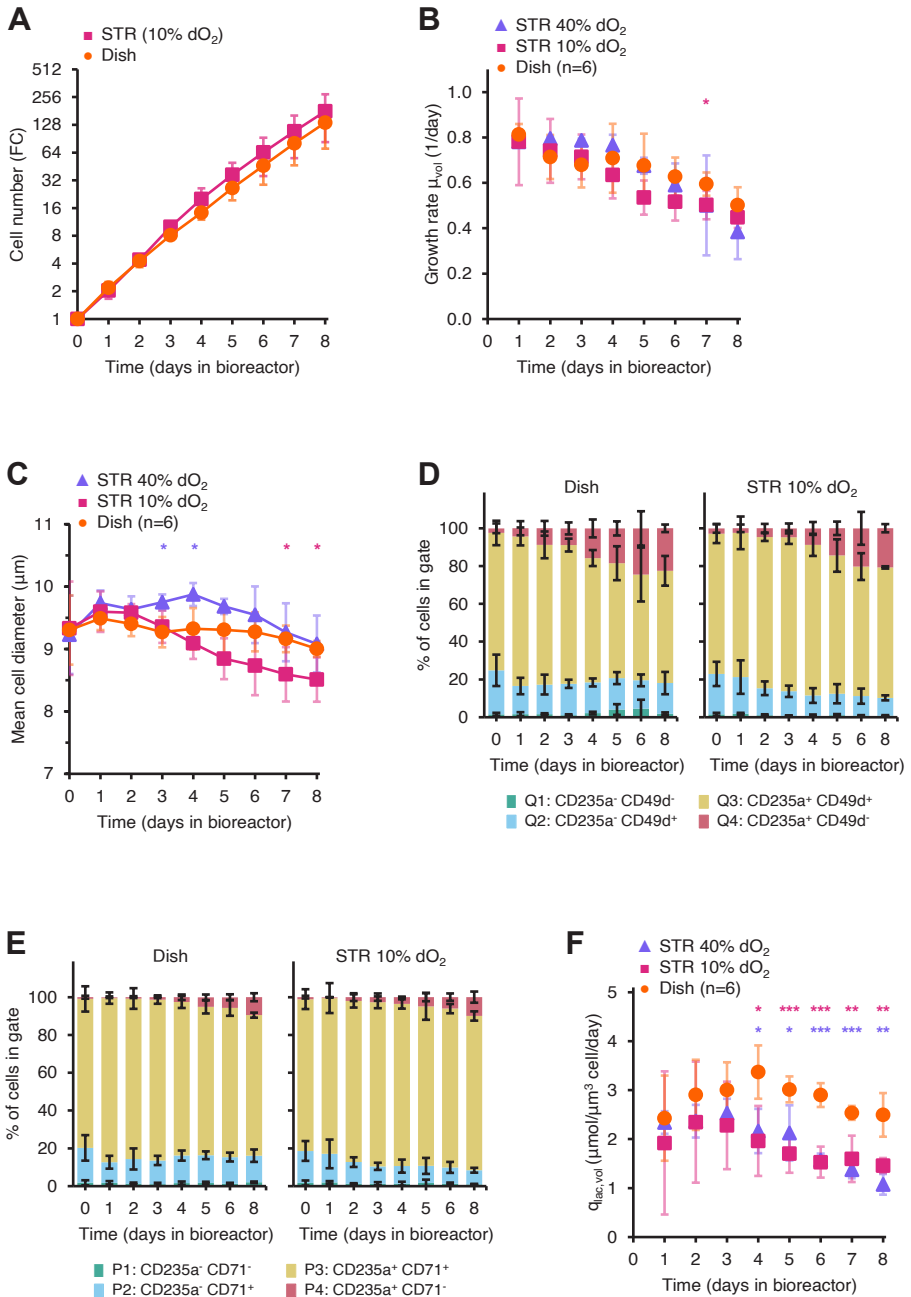 A
STR (10% dO₂)
Dish
512
256
128
64
32
16
8
4
2
1
Cell number (FC)
0 1 2 3 4 5 6 7 8
Time (days in bioreactor)
B
STR 40% dO₂
STR 10% dO₂
Dish (n=6)
*
1.0
0.8
0.6
0.4
0.2
0.0
Growth rate µvol (1/day)
0 1 2 3 4 5 6 7 8
Time (days in bioreactor)
C
STR 40% dO₂
STR 10% dO₂
Dish (n=6)
* * * *
11
10
9
8
7
Mean cell diameter (µm)
0 1 2 3 4 5 6 7 8
Time (days in bioreactor)
D
Dish
STR 10% dO₂
100
80
60
40
20
0
% of cells in gate
0 1 2 3 4 5 6 8
0 1 2 3 4 5 6 8
Time (days in bioreactor)
Time (days in bioreactor)
Q1: CD235a⁻ CD49d⁻
Q3: CD235a⁺ CD49d⁺
Q2: CD235a⁻ CD49d⁺
Q4: CD235a⁺ CD49d⁻
E
Dish
STR 10% dO₂
100
80
60
40
20
0
% of cells in gate
0 1 2 3 4 5 6 8
0 1 2 3 4 5 6 8
Time (days in bioreactor)
Time (days in bioreactor)
P1: CD235a⁻ CD71⁻
P3: CD235a⁺ CD71⁺
P2: CD235a⁻ CD71⁺
P4: CD235a⁺ CD71⁻
F
STR 40% dO₂
STR 10% dO₂
Dish (n=6)
* *** *** ** **
* * *** *** **
5
4
3
2
1
0
qlac,vol (µmol/µm³ cell/day)
0 1 2 3 4 5 6 7 8
Time (days in bioreactor)